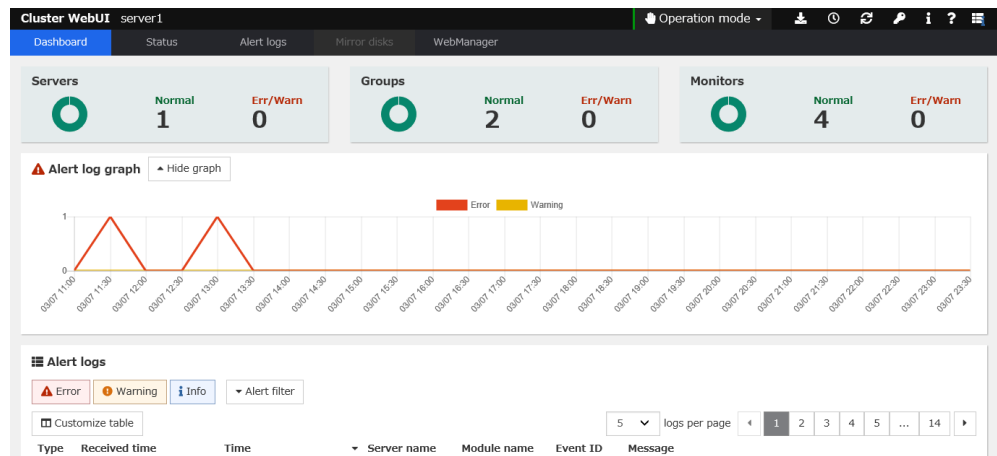 Cluster WebUI server1 Operation mode
Dashboard Status Alert logs Mirror disks WebManager
Servers Groups Monitors
Normal Err/Warn Normal Err/Warn Normal Err/Warn
1 0 2 0 4 0
Alert log graph Hide graph
Error Warning
1
0
03/07 11:00 03/07 11:30 03/07 12:00 03/07 12:30 03/07 13:00 03/07 13:30 03/07 14:00 03/07 14:30 03/07 15:00 03/07 15:30 03/07 16:00 03/07 16:30 03/07 17:00 03/07 17:30 03/07 18:00 03/07 18:30 03/07 19:00 03/07 19:30 03/07 20:00 03/07 20:30 03/07 21:00 03/07 21:30 03/07 22:00 03/07 22:30 03/07 23:00 03/07 23:30
Alert logs
Error Warning Info Alert filter
Customize table 5 logs per page 1 2 3 4 5 ... 14
Type Received time Time Server name Module name Event ID Message